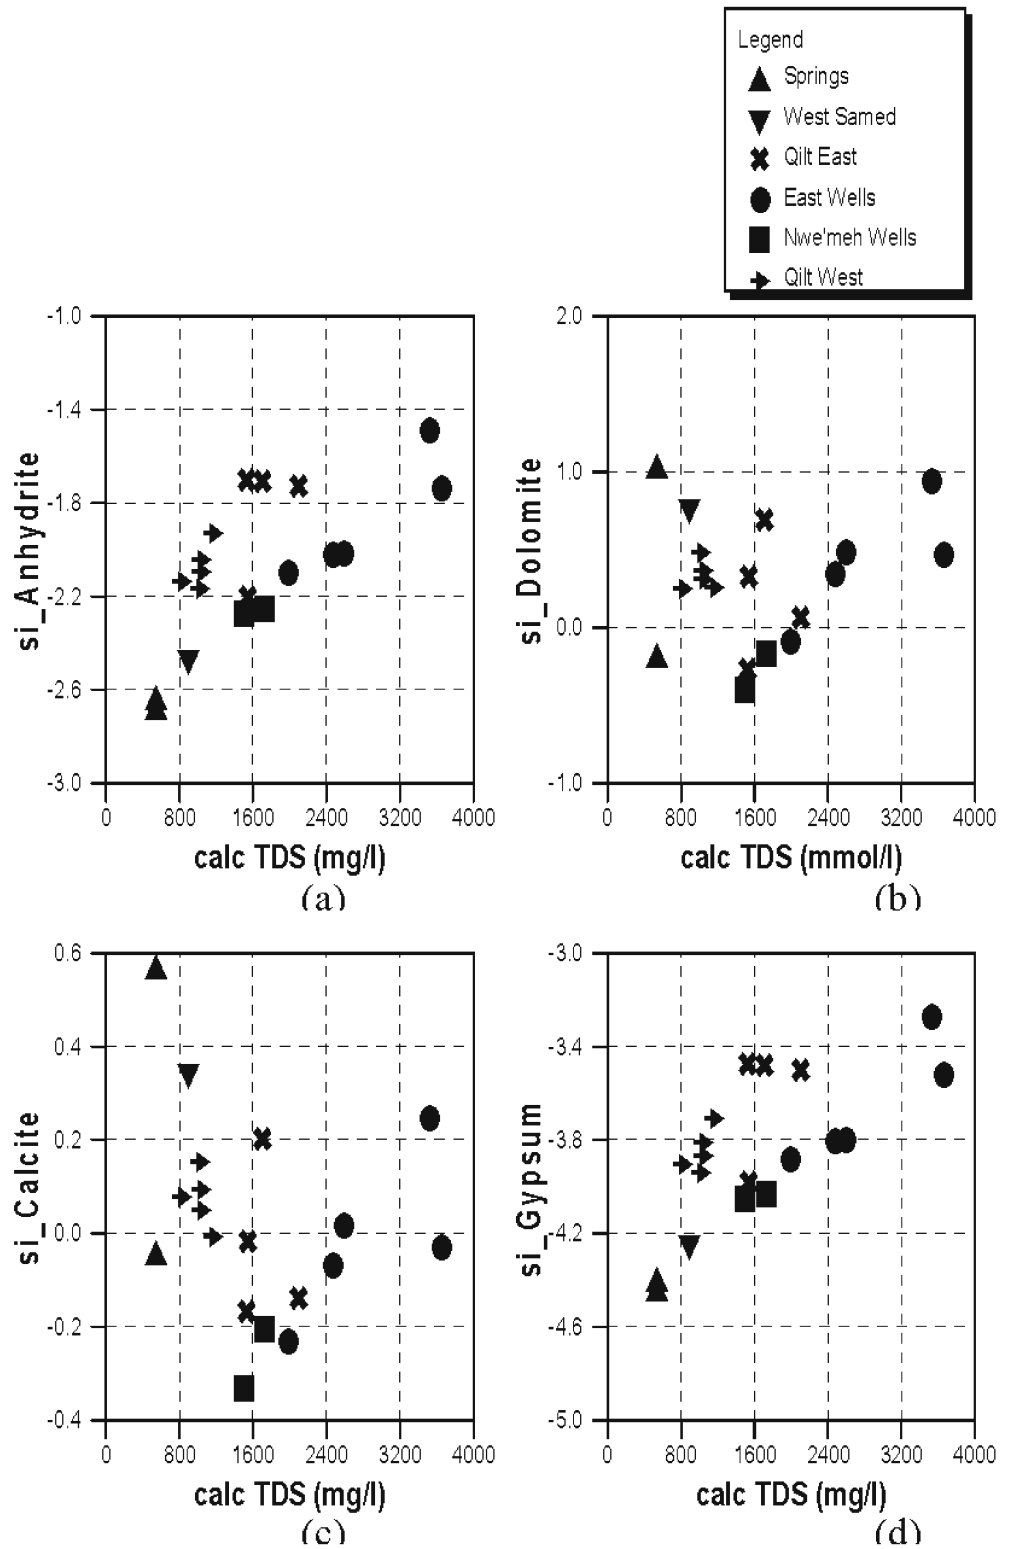 Legend
Springs
West Samed
Qilt East
East Wells
Nwe'meh Wells
Qilt West
-1.0
-1.4
-1.8
-2.2
-2.6
-3.0
si_Anhydrite
0 800 1600 2400 3200 4000
calc TDS (mg/l)
(a)
2.0
1.0
0.0
-1.0
si_Dolomite
0 800 1600 2400 3200 4000
calc TDS (mmol/l)
(b)
0.6
0.4
0.2
0.0
-0.2
-0.4
si_Calcite
0 800 1600 2400 3200 4000
calc TDS (mg/l)
(c)
-3.0
-3.4
-3.8
-4.2
-4.6
-5.0
si_Gypsum
0 800 1600 2400 3200 4000
calc TDS (mg/l)
(d)